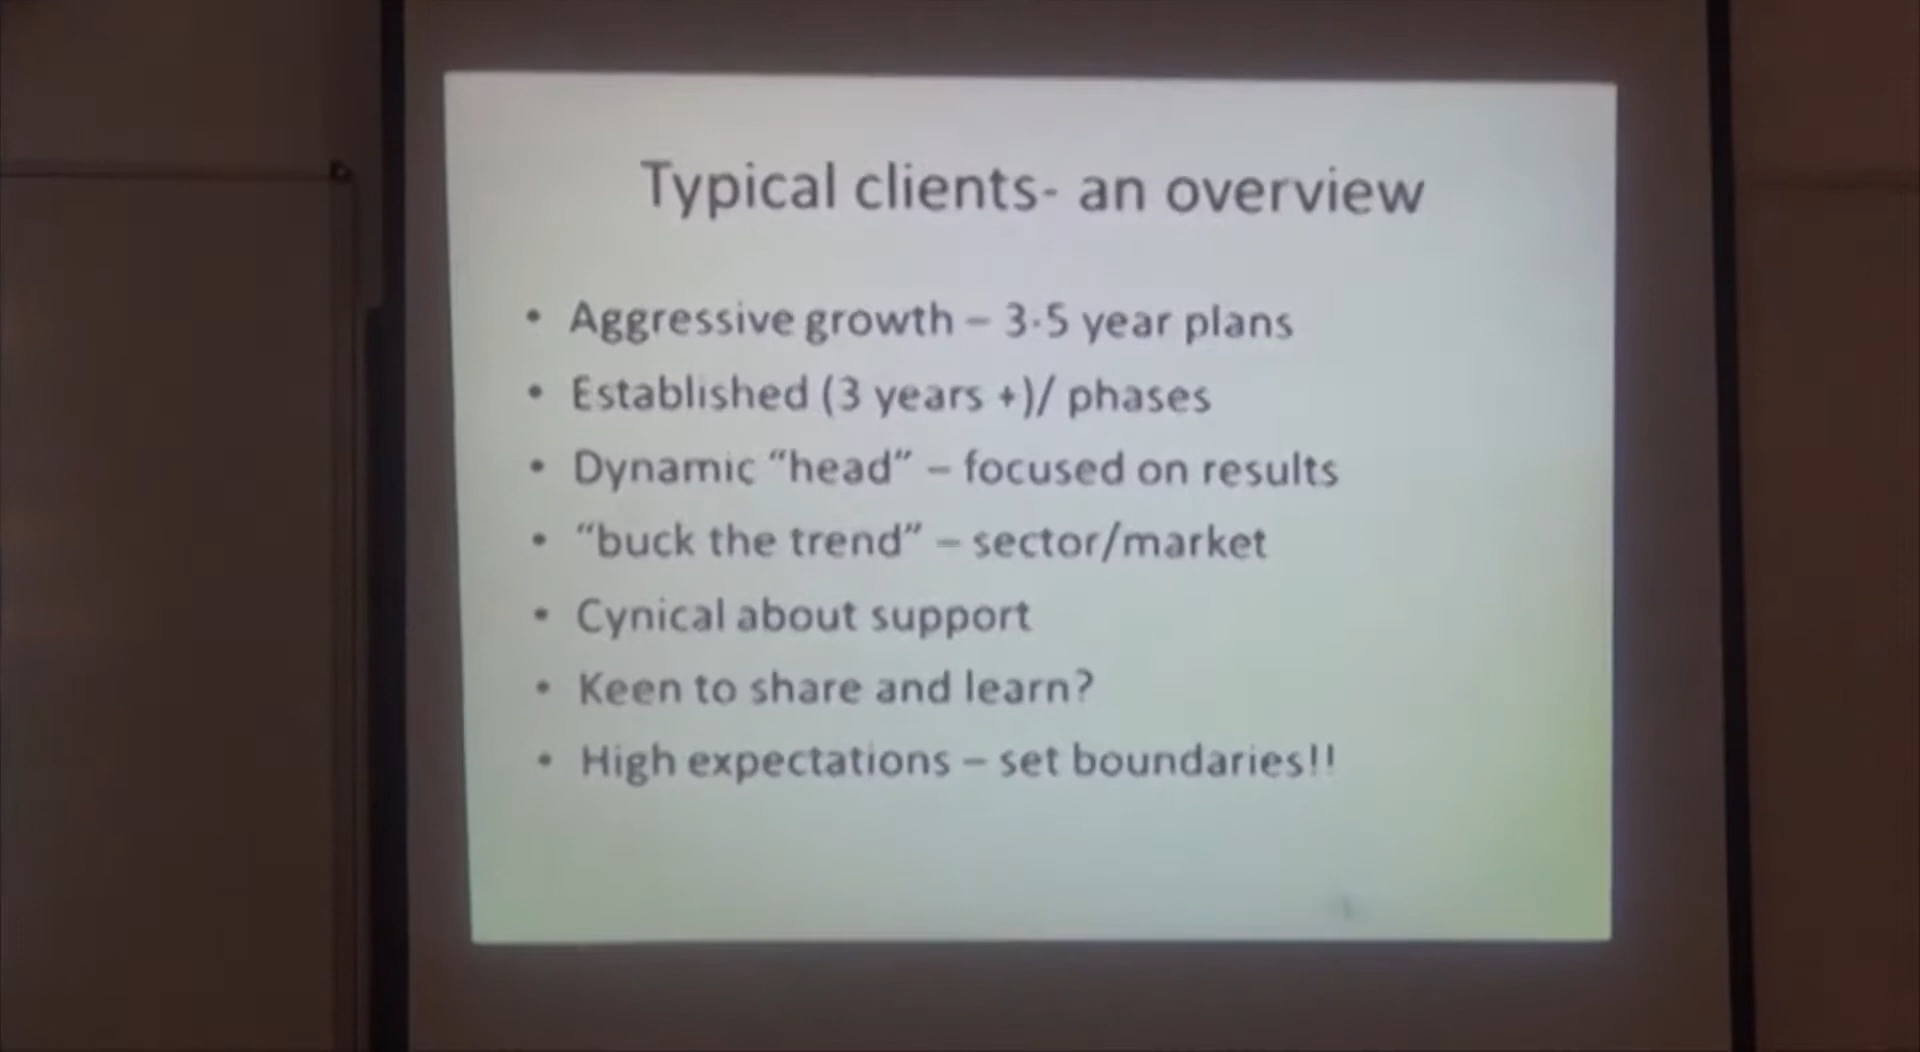 Typical clients- an overview
• Aggressive growth – 3-5 year plans
• Established (3 years +)/ phases
• Dynamic “head” – focused on results
• “buck the trend” – sector/market
• Cynical about support
• Keen to share and learn?
• High expectations – set boundaries!!